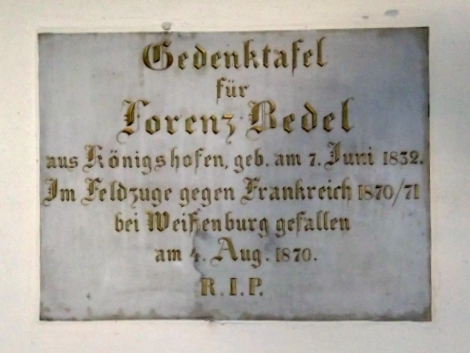 Gedenktafel
für
Lorenz Bedel
aus Königshofen, geb. am 7. Juni 1832.
Im Feldzuge gegen Frankreich 1870/71
bei Weißenburg gefallen
am 4. Aug. 1870.
R.I.P.